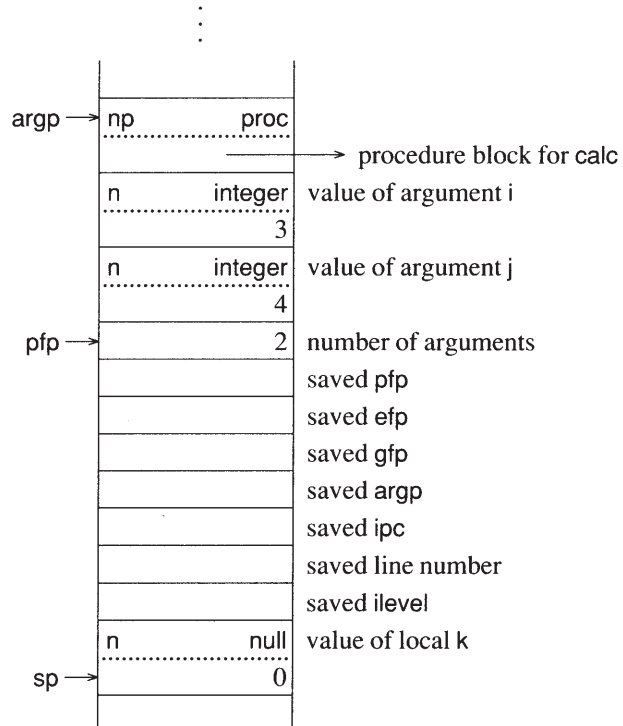 argp np proc
procedure block for calc
n integer value of argument i
3
n integer value of argument j
4
pfp 2 number of arguments
saved pfp
saved efp
saved gfp
saved argp
saved ipc
saved line number
saved ilevel
n null value of local k
sp 0